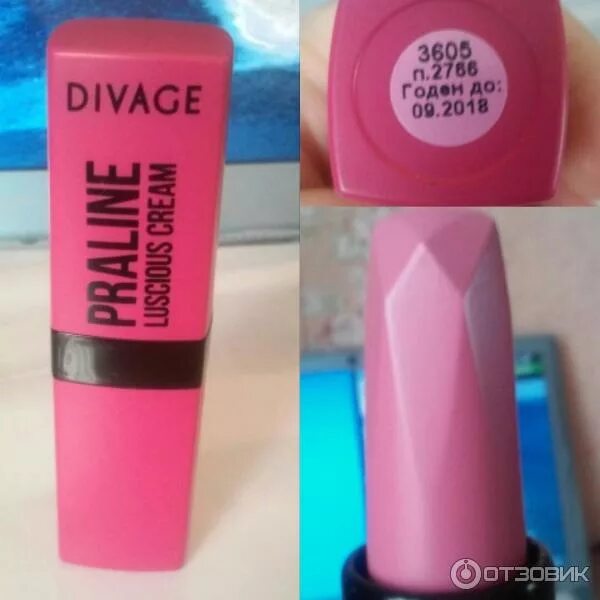 DIVAGE
PRALINE
LUSCIOUS CREAM
3605
п.2766
Годен до:
09.2018
ОТЗОВИК